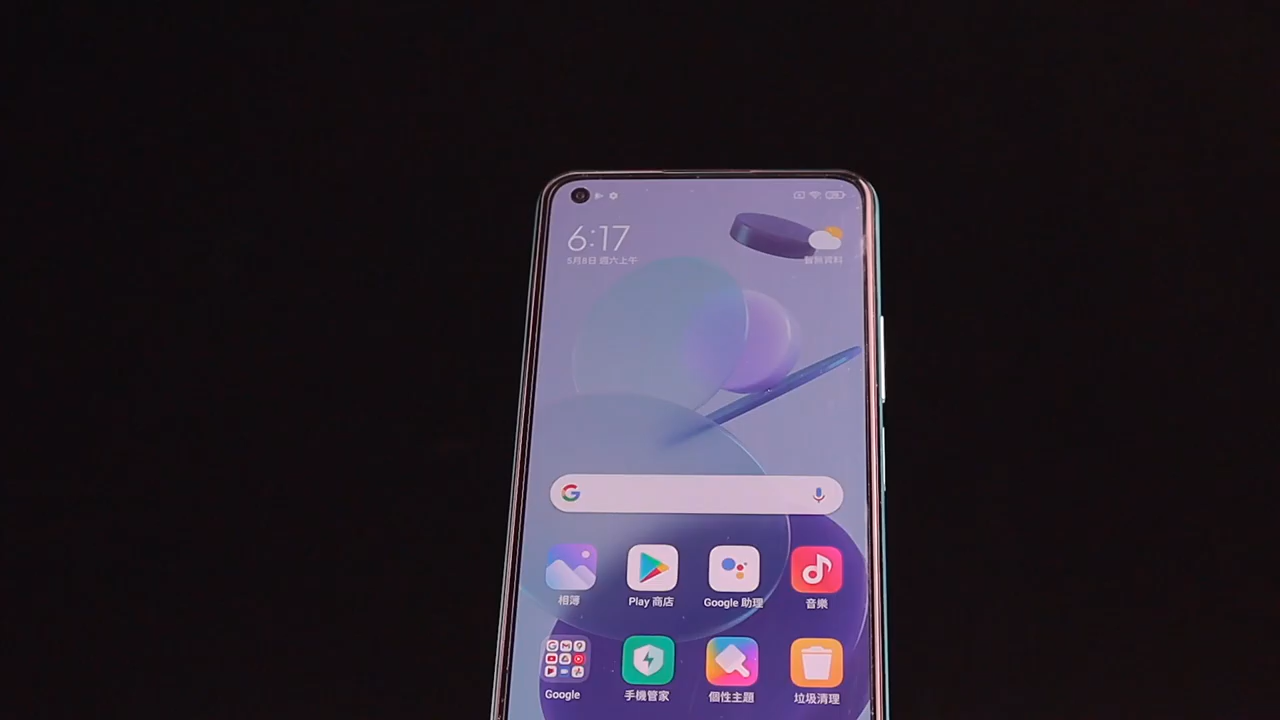 6:17
5月8日 週六上午
暫無資料
相簿
Play 商店
Google 助理
音樂
Google
手機管家
個性主題
垃圾清理